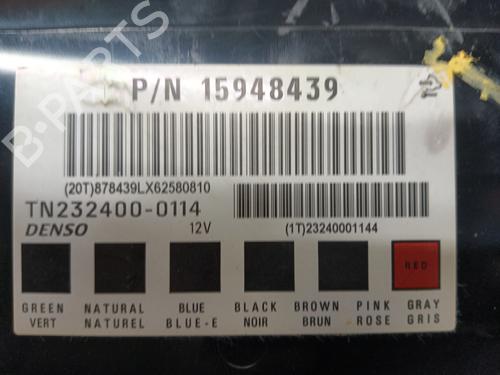 P/N 15948439
(20T)878439LX62580810
TN232400-0114
DENSO 12V
(1T)23240001144
RED
GREEN NATURAL BLUE BLACK BROWN PINK GRAY
VERT NATUREL BLUE-E NOIR BRUN ROSE GRIS
B-PARTS